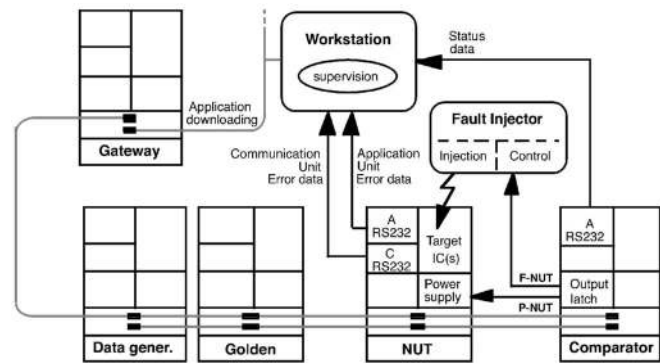 Workstation
supervision
Status
data
Application
downloading
Gateway
Fault Injector
Injection
Control
Communication
Unit
Error data
Application
Unit
Error data
A
RS232
C
RS232
Target
IC(s)
Power
supply
A
RS232
F-NUT
Output
latch
P-NUT
Data gener.
Golden
NUT
Comparator